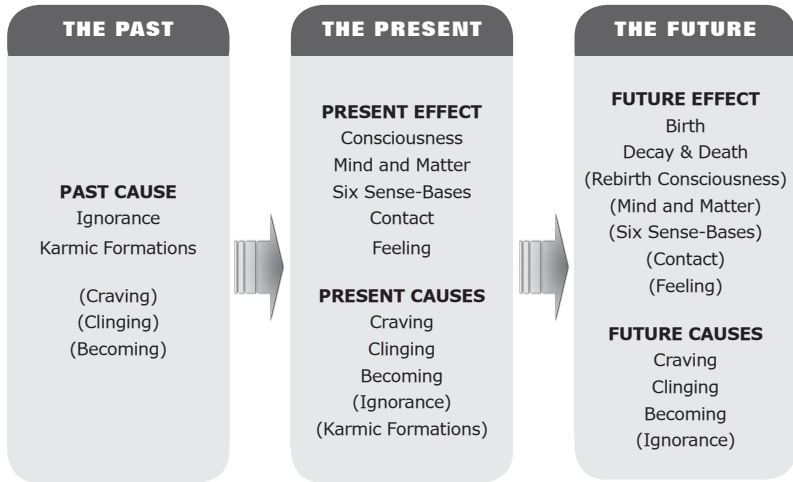 THE PAST
PAST CAUSE
Ignorance
Karmic Formations
(Craving)
(Clinging)
(Becoming)
THE PRESENT
PRESENT EFFECT
Consciousness
Mind and Matter
Six Sense-Bases
Contact
Feeling
PRESENT CAUSES
Craving
Clinging
Becoming
(Ignorance)
(Karmic Formations)
THE FUTURE
FUTURE EFFECT
Birth
Decay & Death
(Rebirth Consciousness)
(Mind and Matter)
(Six Sense-Bases)
(Contact)
(Feeling)
FUTURE CAUSES
Craving
Clinging
Becoming
(Ignorance)